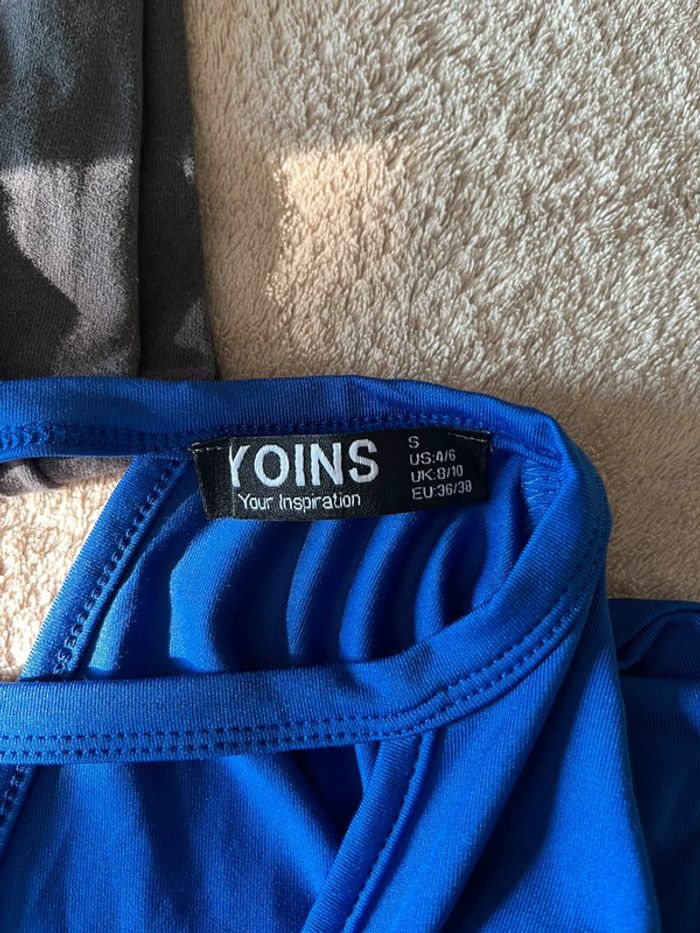 YOINS
Your Inspiration
S
US:4/6
UK:8/10
EU:36/38